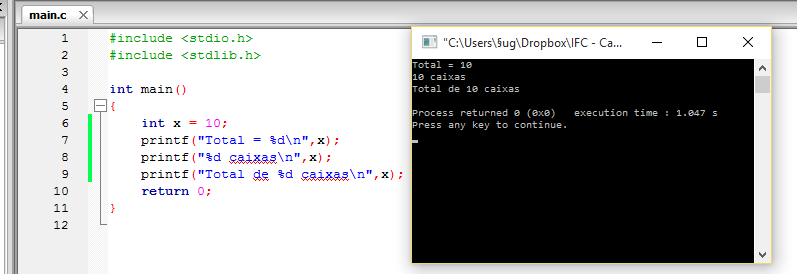 main.c
1 #include <stdio.h>
2 #include <stdlib.h>
3
4 int main()
5 {
6 int x = 10;
7 printf("Total = %d\n",x);
8 printf("%d caixas\n",x);
9 printf("Total de %d caixas\n",x);
10 return 0;
11 }
12
"C:\Users\§ug\Dropbox\IFC - Ca...
Total = 10
10 caixas
Total de 10 caixas
Process returned 0 (0x0) execution time : 1.047 s
Press any key to continue.